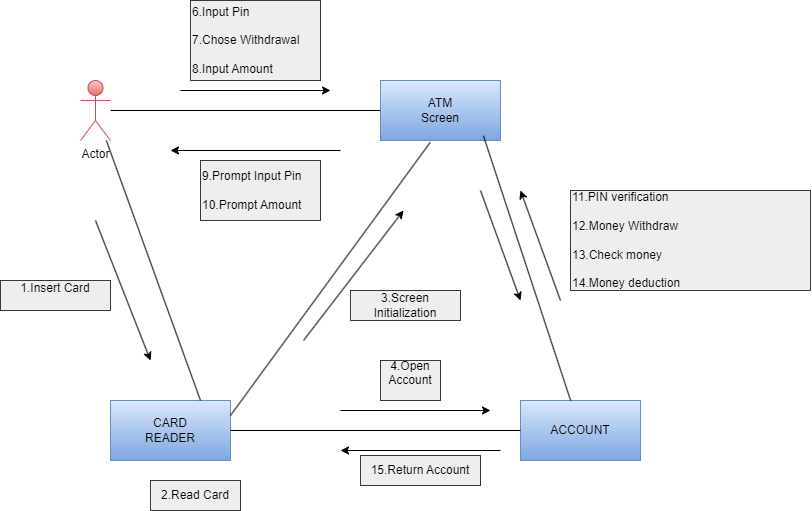 6.Input Pin
7.Chose Withdrawal
8.Input Amount
ATM
Screen
Actor
9.Prompt Input Pin
10.Prompt Amount
11.PIN verification
12.Money Withdraw
13.Check money
14.Money deduction
1.Insert Card
3.Screen
Initialization
4.Open
Account
CARD
READER
ACCOUNT
15.Return Account
2.Read Card